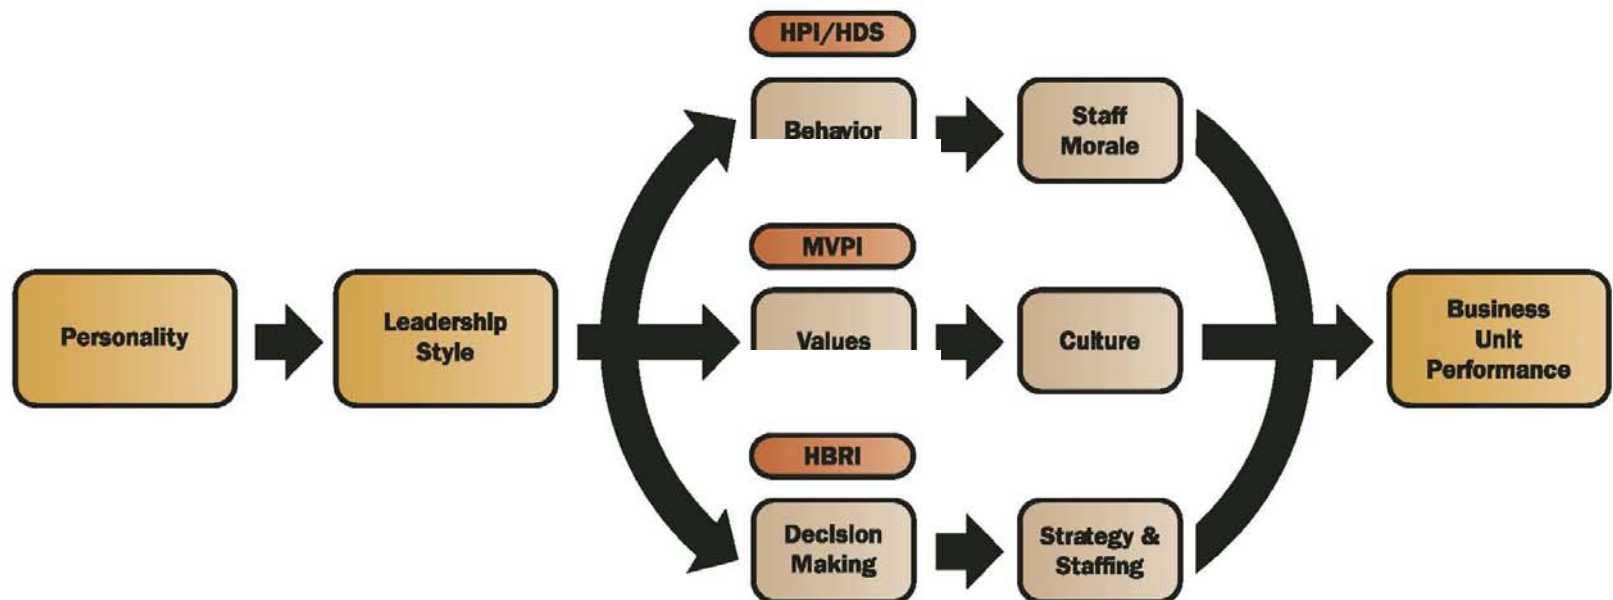 HPI/HDS
Behavior
Staff
Morale
MVPI
Personality
Leadership
Style
Values
Culture
Business
Unit
Performance
HBRI
Decision
Making
Strategy &
Staffing